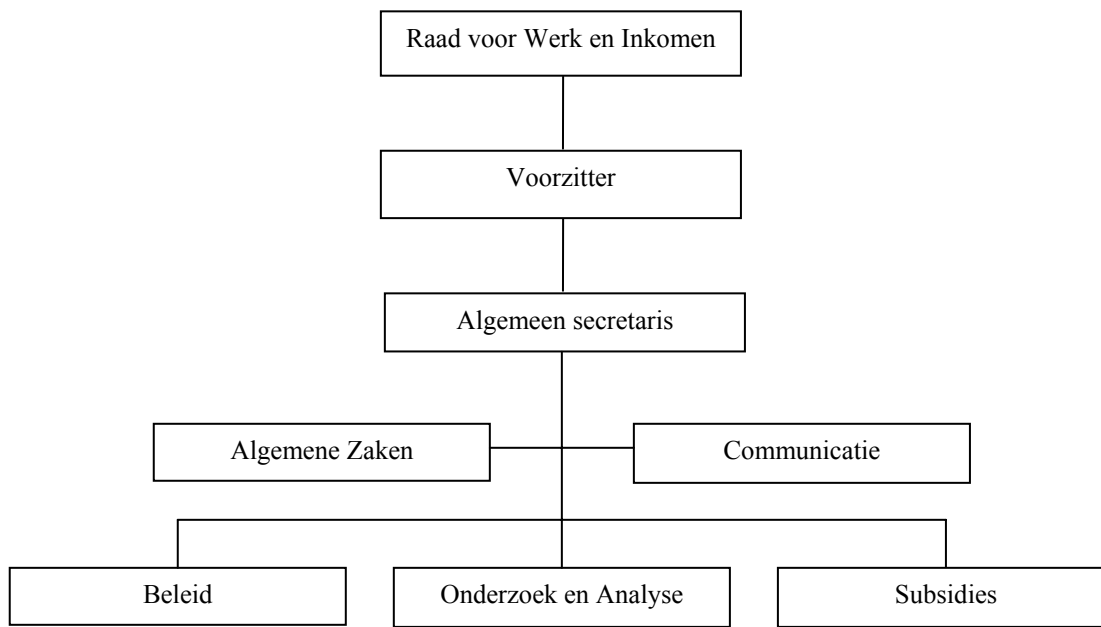 Raad voor Werk en Inkomen
Voorzitter
Algemeen secretaris
Algemene Zaken
Communicatie
Beleid
Onderzoek en Analyse
Subsidies